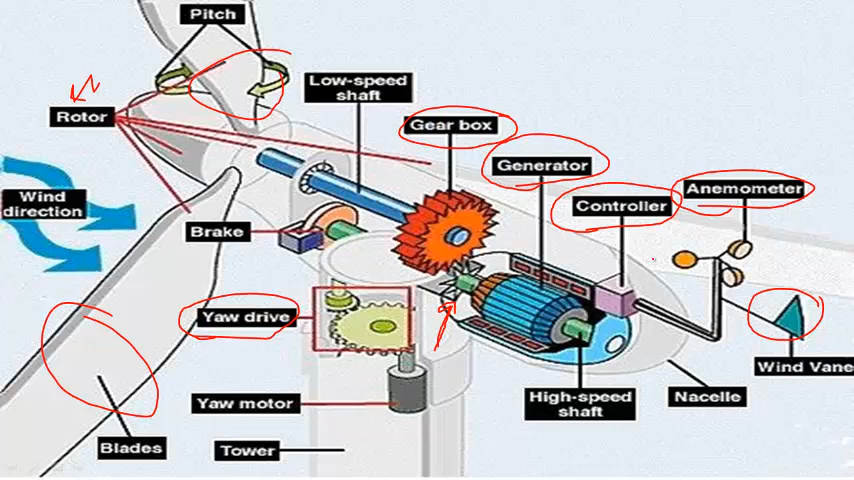 Pitch
Low-speed
shaft
Rotor
Gear box
Generator
Anemometer
Controller
Wind
direction
Brake
Yaw drive
Wind Vane
High-speed
shaft
Nacelle
Yaw motor
Blades
Tower